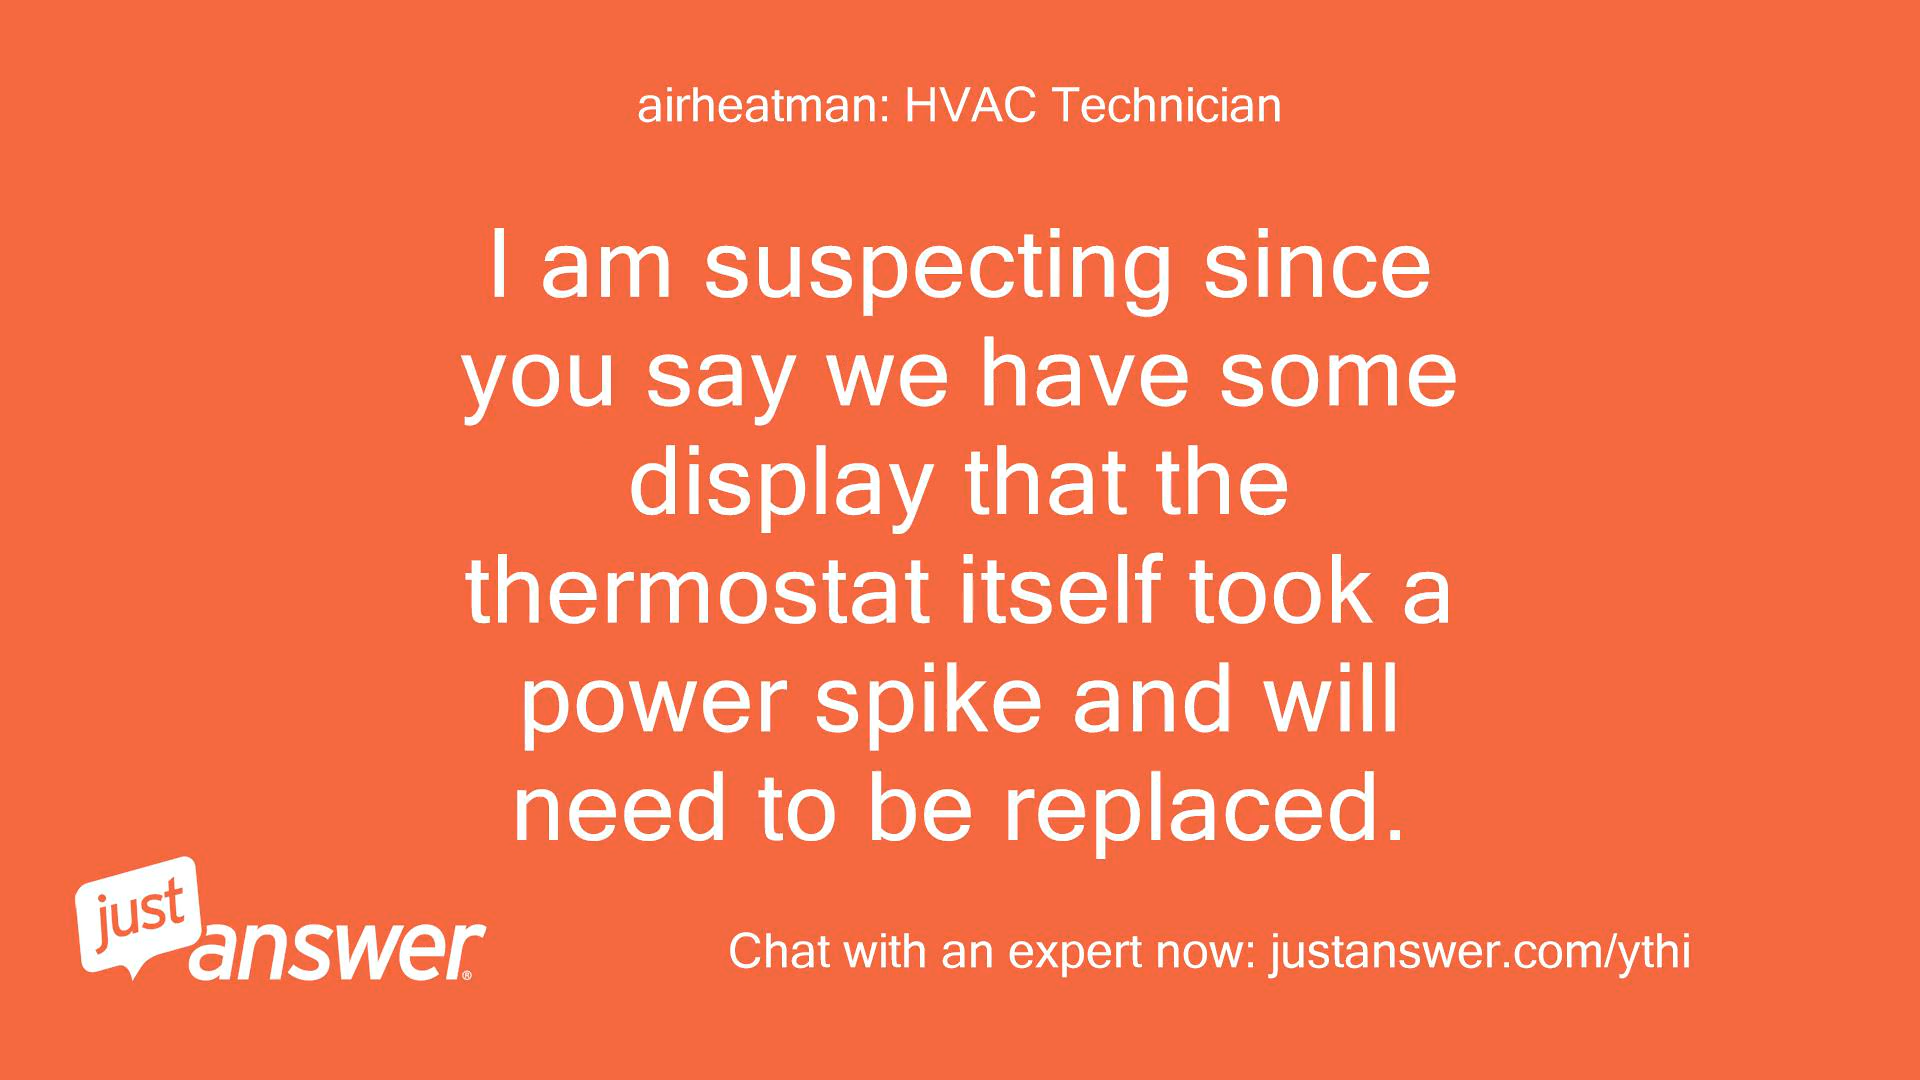 airheatman: HVAC Technician
I am suspecting since
you say we have some
display that the
thermostat itself took a
power spike and will
need to be replaced.
just
answer®
Chat with an expert now: justanswer.com/ythi